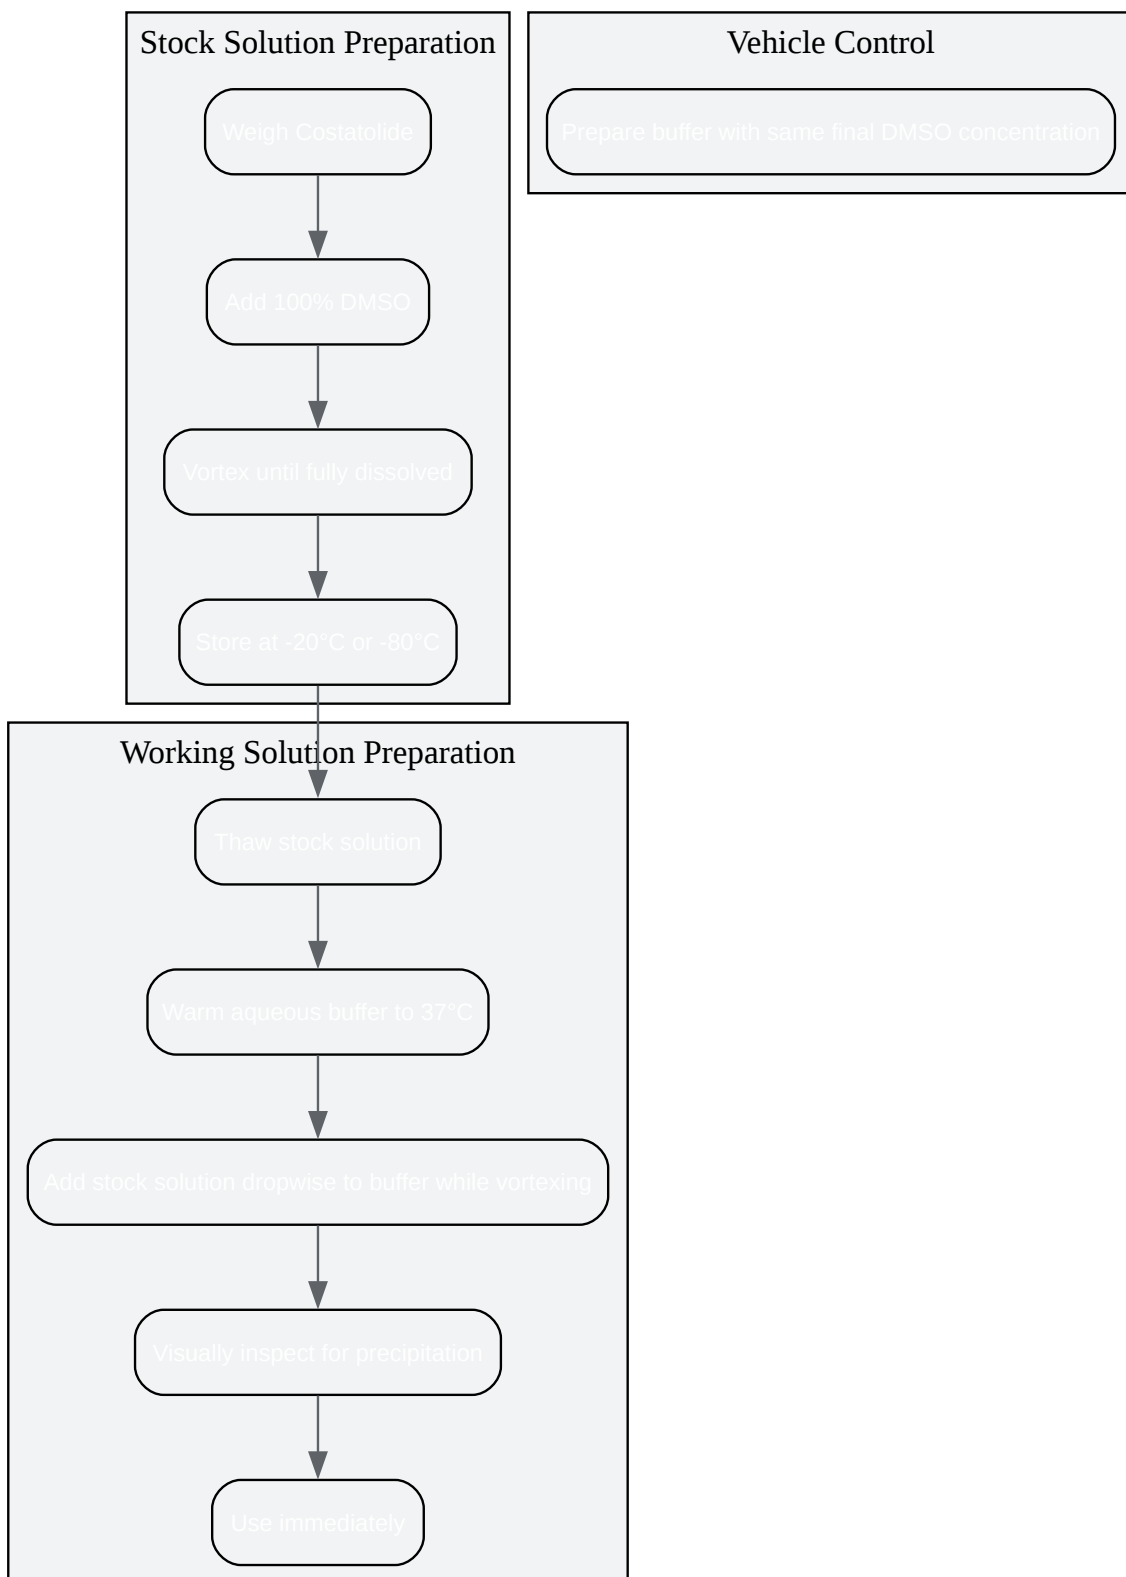 Stock Solution Preparation
Weigh Costatolide
Add 100% DMSO
Vortex until fully dissolved
Store at -20°C or -80°C
Vehicle Control
Prepare buffer with same final DMSO concentration
Working Solution Preparation
Thaw stock solution
Warm aqueous buffer to 37°C
Add stock solution dropwise to buffer while vortexing
Visually inspect for precipitation
Use immediately